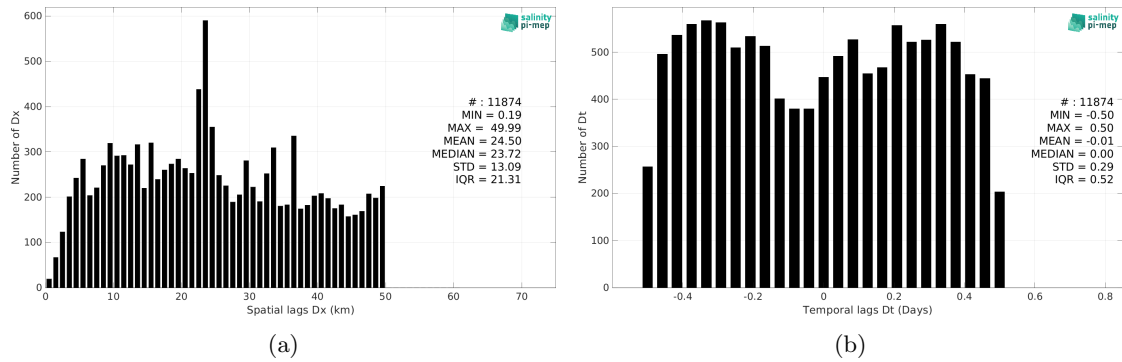 600
500
400
300
200
100
0
0
10
20
30
40
50
60
70
Number of Dx
Spatial lags Dx (km)
salinity
pi-mep
# : 11874
MIN = 0.19
MAX = 49.99
MEAN = 24.50
MEDIAN = 23.72
STD = 13.09
IQR = 21.31
(a)
500
400
300
200
100
0
-0.4
-0.2
0
0.2
0.4
0.6
0.8
Number of Dt
Temporal lags Dt (Days)
salinity
pi-mep
# : 11874
MIN = -0.50
MAX = 0.50
MEAN = -0.01
MEDIAN = 0.00
STD = 0.29
IQR = 0.52
(b)